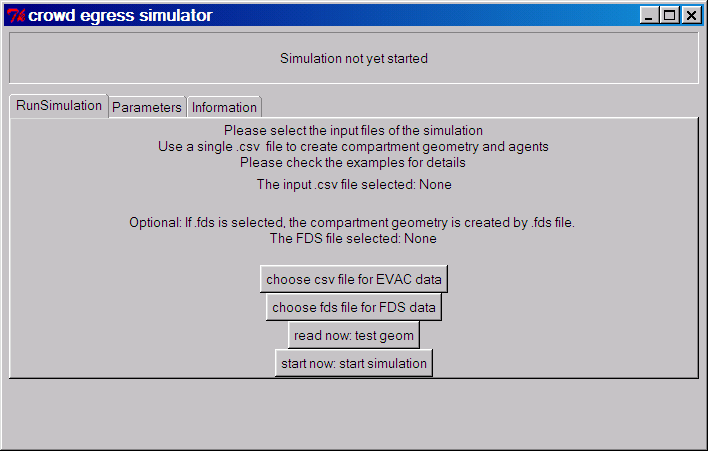 crowd egress simulator
Simulation not yet started
RunSimulation Parameters Information
Please select the input files of the simulation
Use a single .csv  file to create compartment geometry and agents
Please check the examples for details
The input .csv file selected: None
Optional: If .fds is selected, the compartment geometry is created by .fds file.
The FDS file selected: None
choose csv file for EVAC data
choose fds file for FDS data
read now: test geom
start now: start simulation